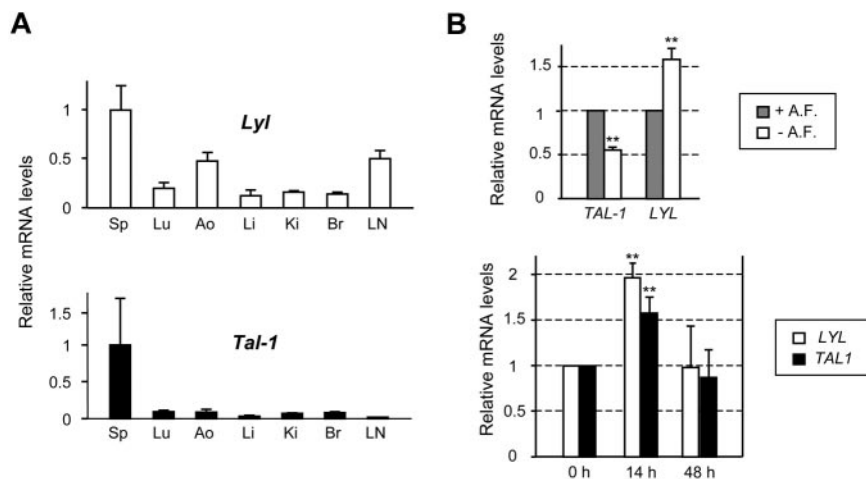 A
Relative mRNA levels
1
0.5
0
Lyl
Sp Lu Ao Li Ki Br LN
1.5
1
0.5
0
Tal-1
Sp Lu Ao Li Ki Br LN
B
Relative mRNA levels
1.5
1
0.5
0
**
**
TAL-1 LYL
+ A.F.
- A.F.
Relative mRNA levels
2
1.5
1
0.5
**
**
0 h 14 h 48 h
LYL
TAL1